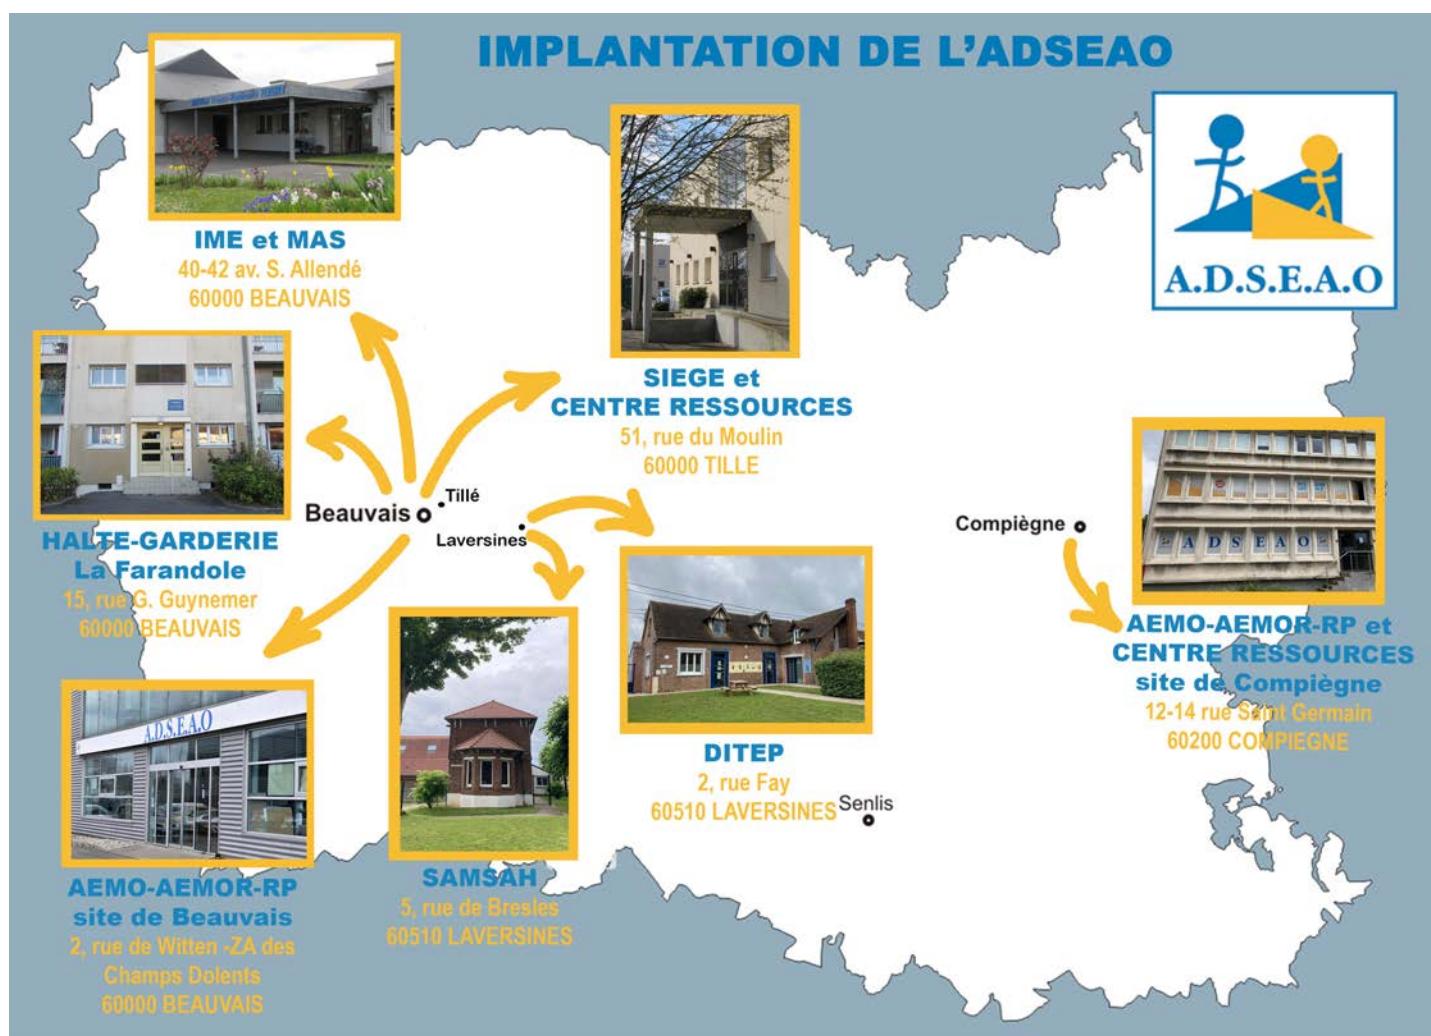 IMPLANTATION DE L'ADSEAO
A.D.S.E.A.O
IME et MAS
40-42 av. S. Allendé
60000 BEAUVAIS
SIEGE et
CENTRE RESSOURCES
51, rue du Moulin
60000 TILLE
HALTE-GARDERIE
La Farandole
15, rue G. Guynemer
60000 BEAUVAIS
Beauvais
Tillé
Laversines
Compiègne
Senlis
A D S E A O
AEMO-AEMOR-RP et
CENTRE RESSOURCES
site de Compiègne
12-14 rue Saint Germain
60200 COMPIEGNE
DITEP
2, rue Fay
60510 LAVERSINES
SAMSAH
5, rue de Bresles
60510 LAVERSINES
A.D.S.E.A.O
AEMO-AEMOR-RP
site de Beauvais
2, rue de Witten -ZA des
Champs Dolents
60000 BEAUVAIS